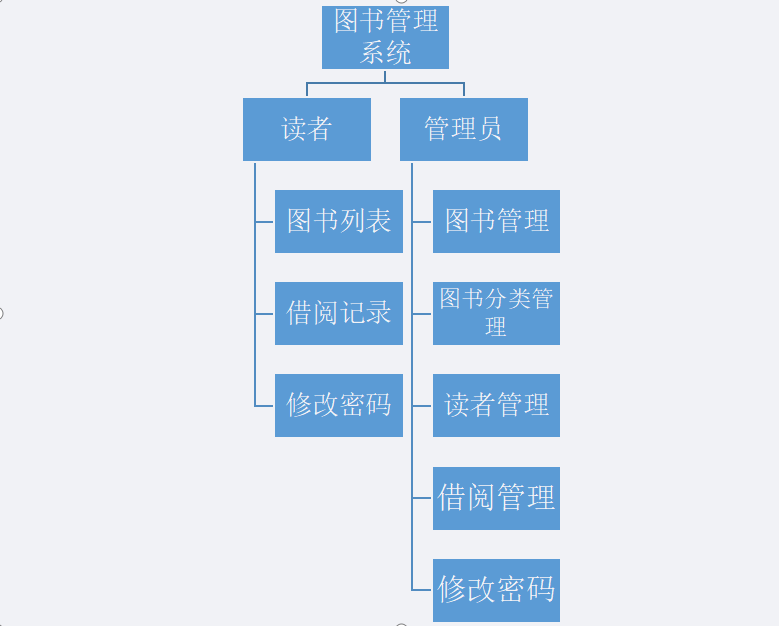 图书管理
系统
读者
管理员
图书列表
图书管理
借阅记录
图书分类管
理
修改密码
读者管理
借阅管理
修改密码